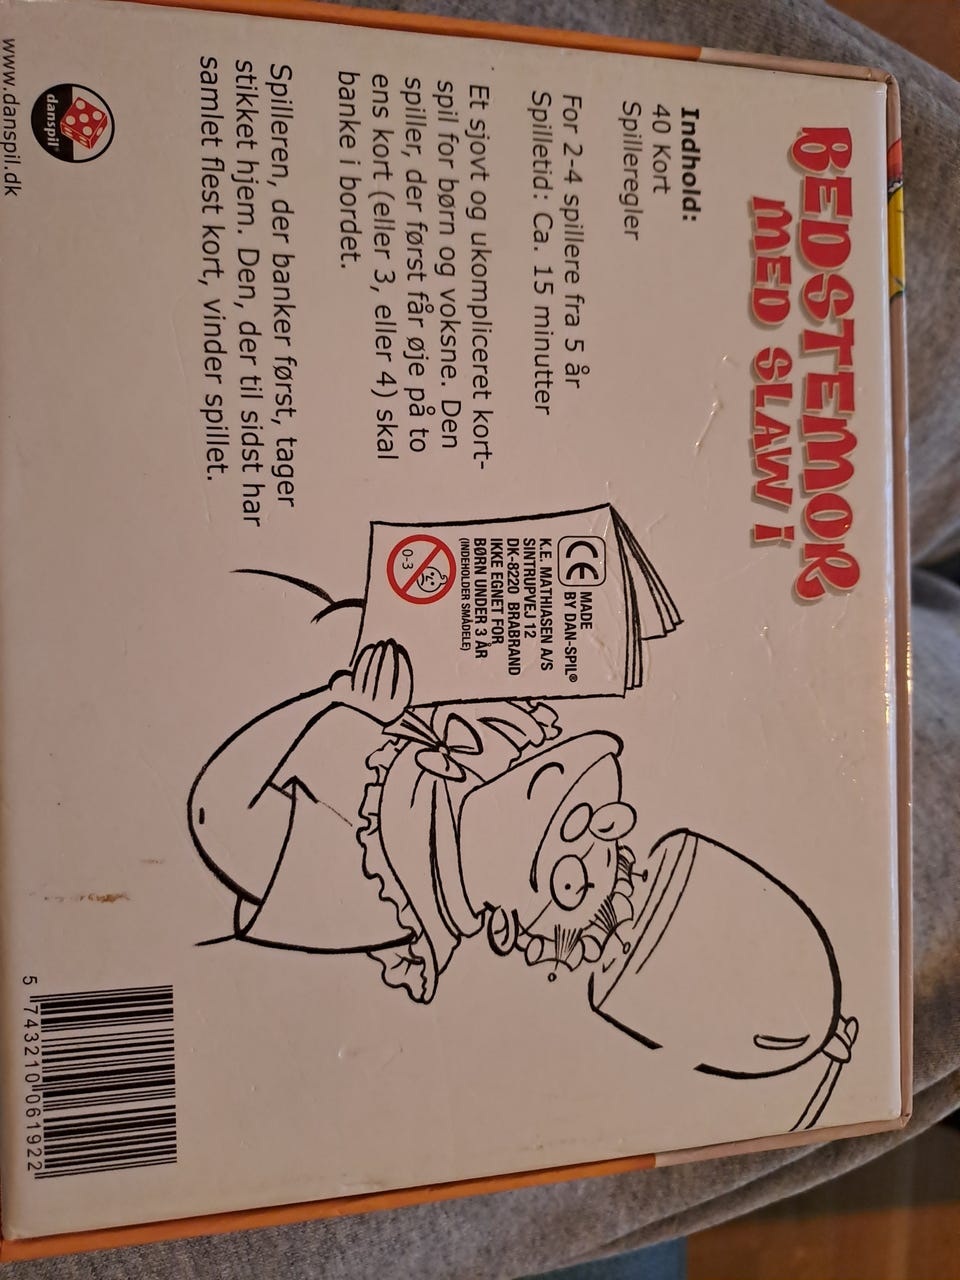 BEDSTEMOR
MED SLAW I
Indhold:
40 Kort
Spilleregler
For 2-4 spillere fra 5 år
Spilletid: Ca. 15 minutter
Et sjovt og ukompliceret kort-
spil for børn og voksne. Den
spiller, der først får øje på to
ens kort (eller 3, eller 4) skal
banke i bordet.
Spilleren, der banker først, tager
stikket hjem. Den, der til sidst har
samlet flest kort, vinder spillet.
danspil®
www.danspil.dk
CE MADE
BY DAN-SPIL®
K.E. MATHIASEN A/S
SINTRUPVEJ 12
DK-8220 BRABRAND
IKKE EGNET FOR
BØRN UNDER 3 ÅR
(INDEHOLDER SMÅDELE)
0-3
5 743210 061922